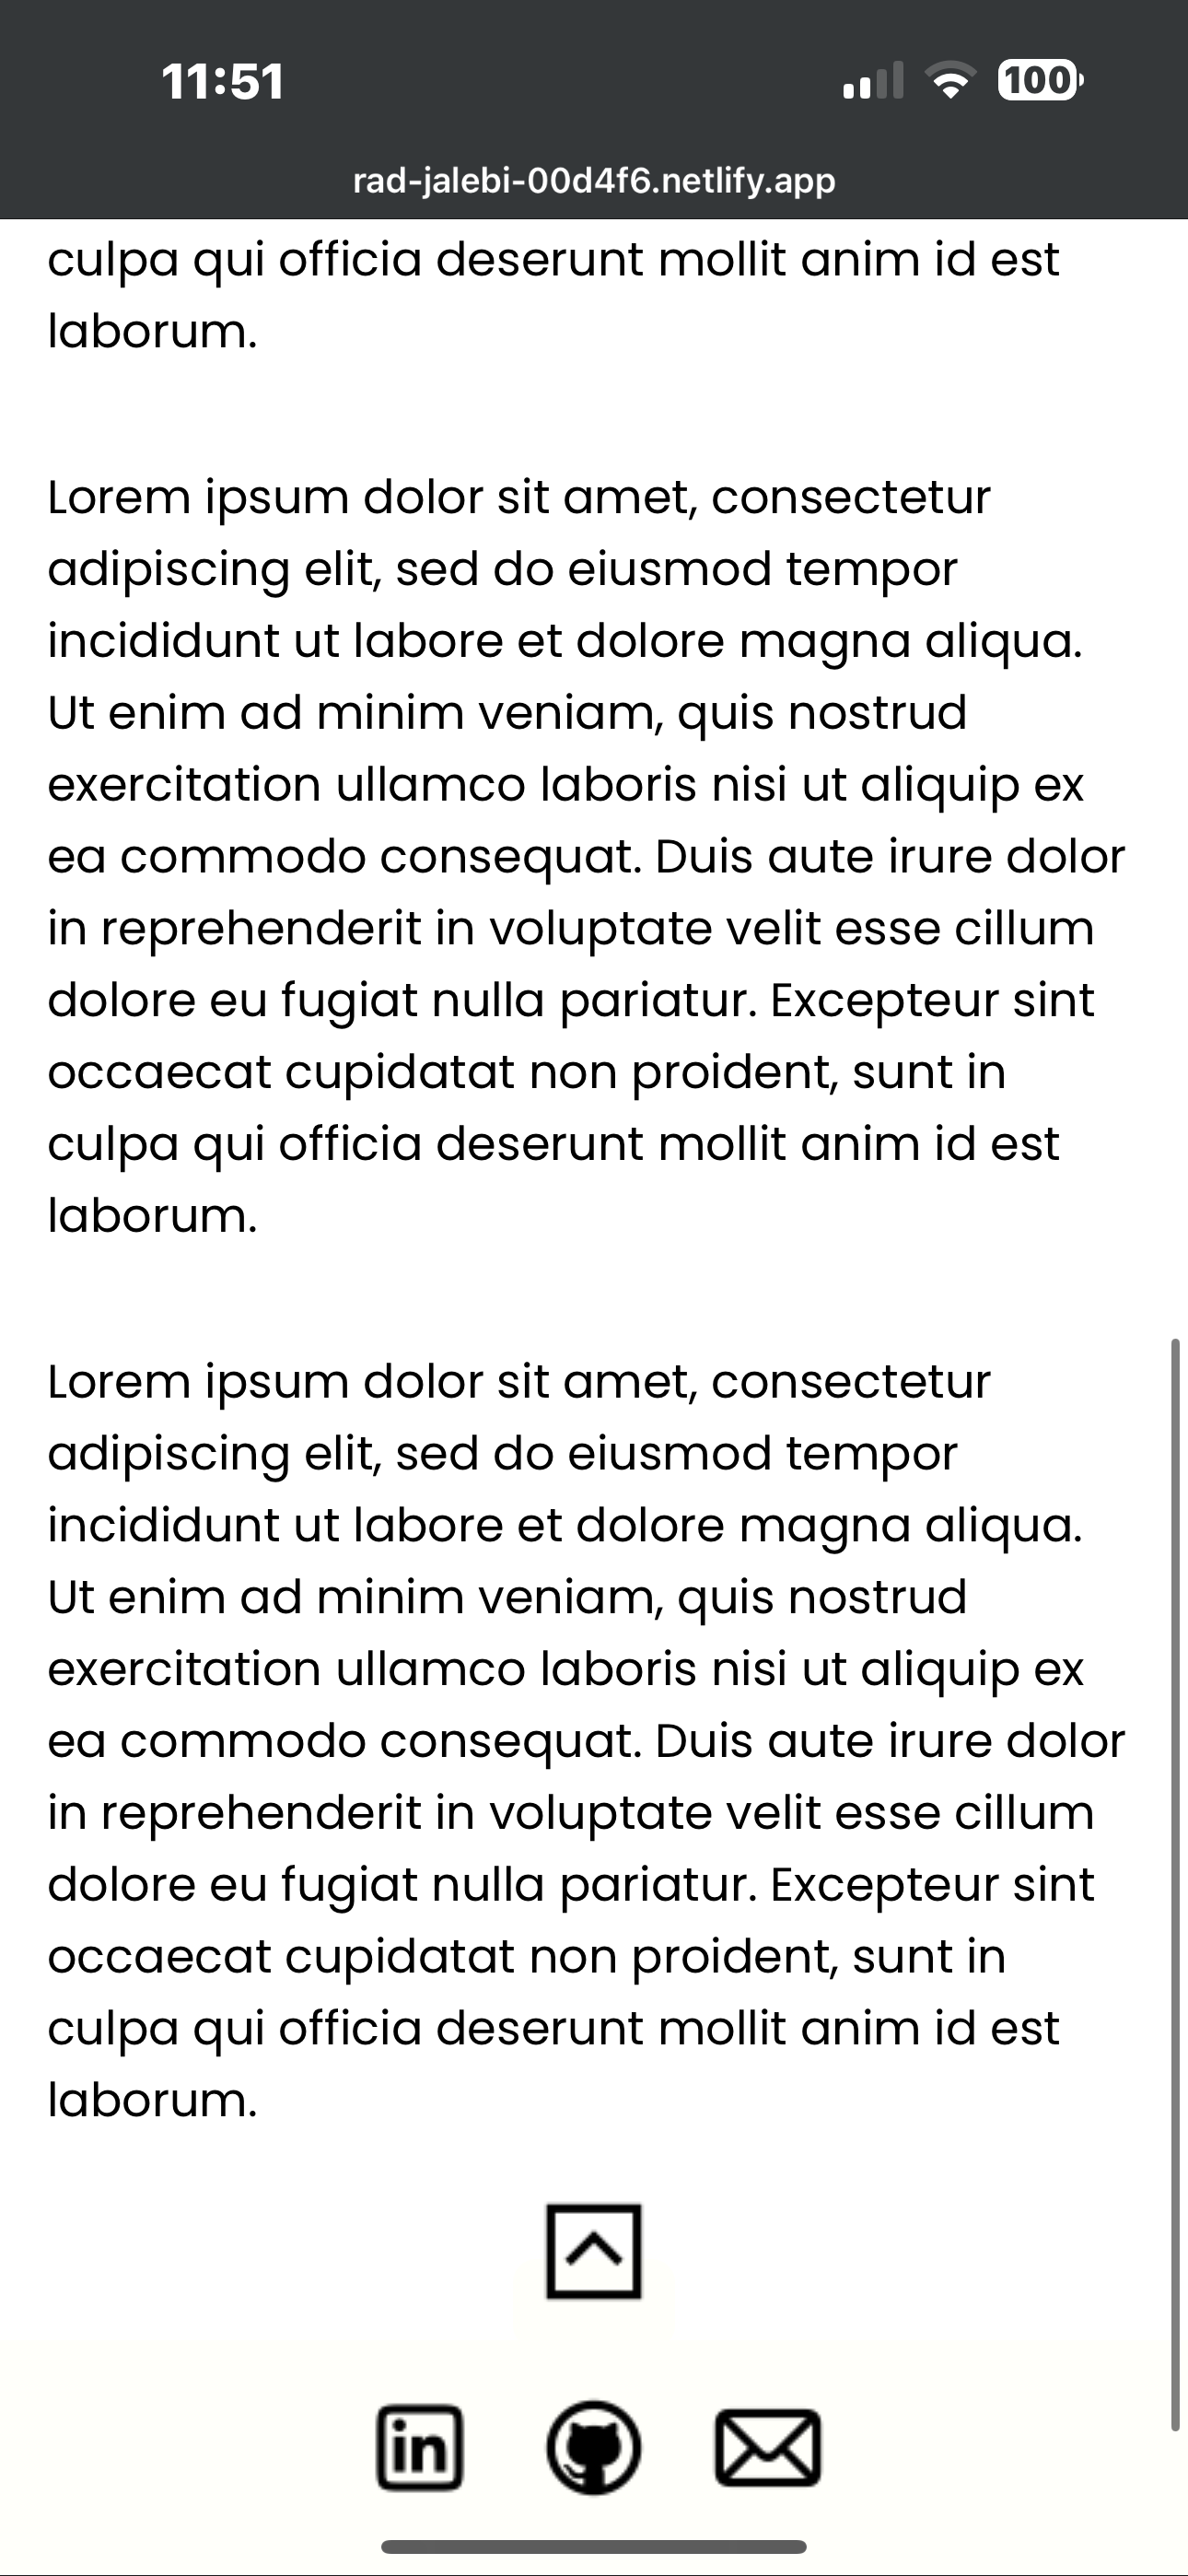 11:51
100
rad-jalebi-00d4f6.netlify.app
culpa qui officia deserunt mollit anim id est
laborum.
Lorem ipsum dolor sit amet, consectetur
adipiscing elit, sed do eiusmod tempor
incididunt ut labore et dolore magna aliqua.
Ut enim ad minim veniam, quis nostrud
exercitation ullamco laboris nisi ut aliquip ex
ea commodo consequat. Duis aute irure dolor
in reprehenderit in voluptate velit esse cillum
dolore eu fugiat nulla pariatur. Excepteur sint
occaecat cupidatat non proident, sunt in
culpa qui officia deserunt mollit anim id est
laborum.
Lorem ipsum dolor sit amet, consectetur
adipiscing elit, sed do eiusmod tempor
incididunt ut labore et dolore magna aliqua.
Ut enim ad minim veniam, quis nostrud
exercitation ullamco laboris nisi ut aliquip ex
ea commodo consequat. Duis aute irure dolor
in reprehenderit in voluptate velit esse cillum
dolore eu fugiat nulla pariatur. Excepteur sint
occaecat cupidatat non proident, sunt in
culpa qui officia deserunt mollit anim id est
laborum.
in